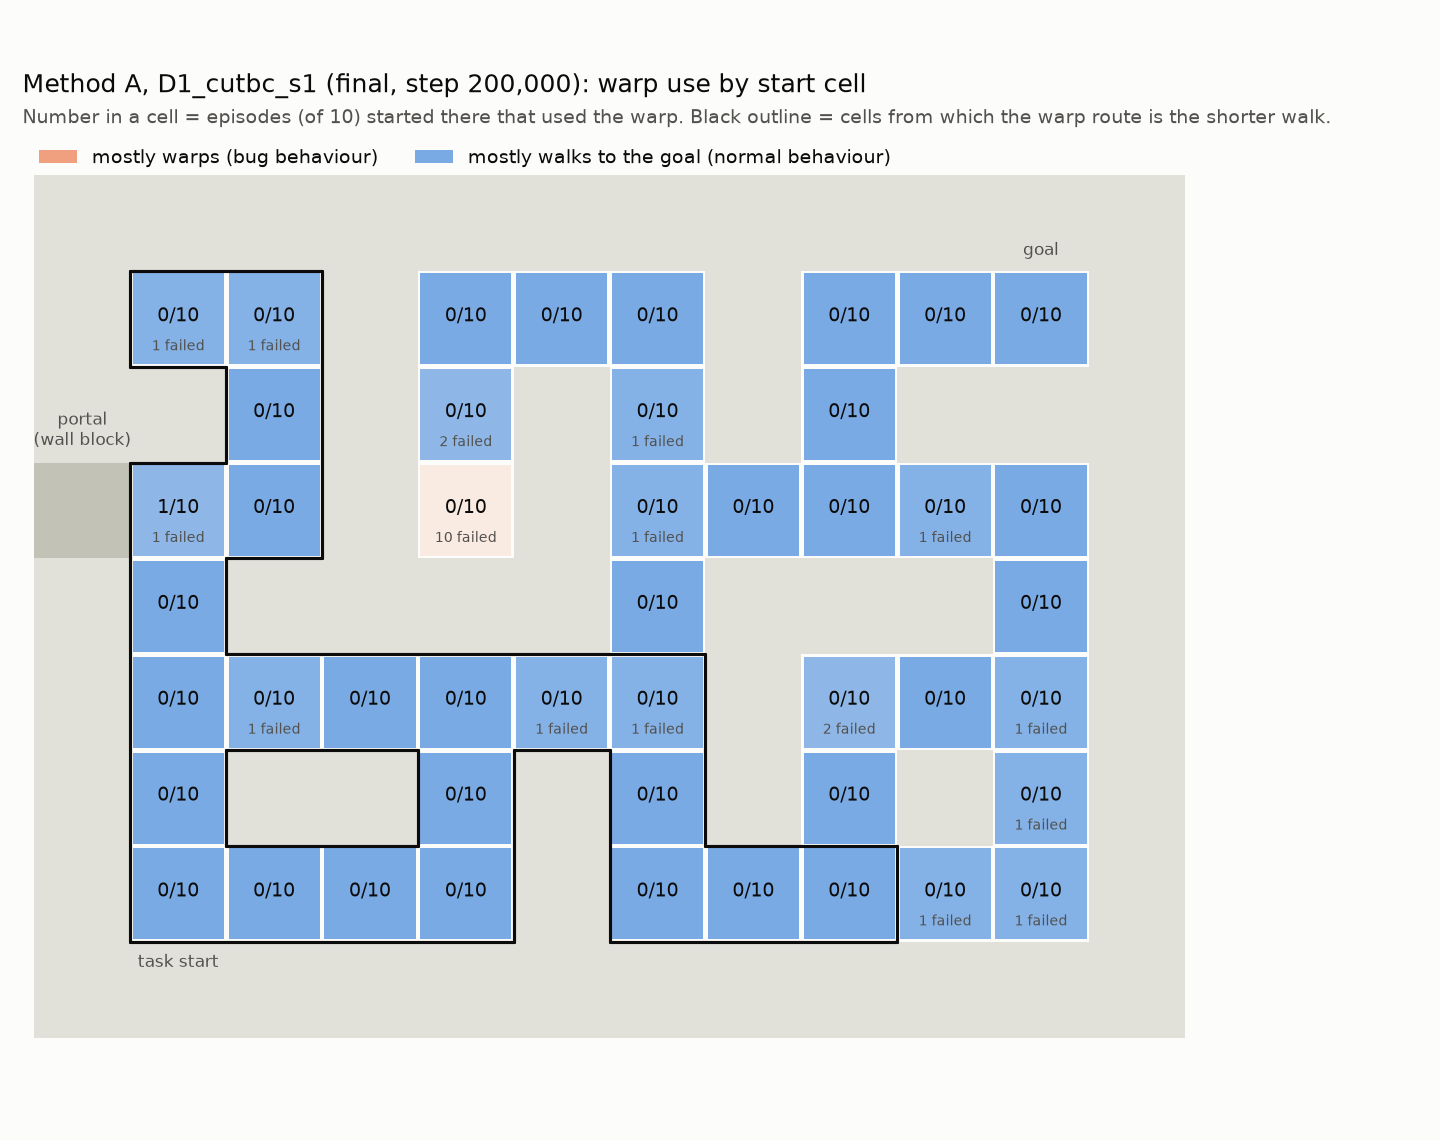 Method A, D1_cutbc_s1 (final, step 200,000): warp use by start cell
Number in a cell = episodes (of 10) started there that used the warp. Black outline = cells from which the warp route is the shorter walk.
mostly warps (bug behaviour) mostly walks to the goal (normal behaviour)
goal
0/10 0/10 0/10 0/10 0/10 0/10 0/10 0/10
1 failed 1 failed
0/10 0/10 0/10 0/10
2 failed 1 failed
portal
(wall block)
1/10 0/10 0/10 0/10 0/10 0/10 0/10 0/10
1 failed 10 failed 1 failed 1 failed
0/10 0/10 0/10
0/10 0/10 0/10 0/10 0/10 0/10 0/10 0/10 0/10
1 failed 1 failed 1 failed 2 failed 1 failed
0/10 0/10 0/10 0/10 0/10
1 failed
0/10 0/10 0/10 0/10 0/10 0/10 0/10 0/10 0/10
1 failed 1 failed
task start